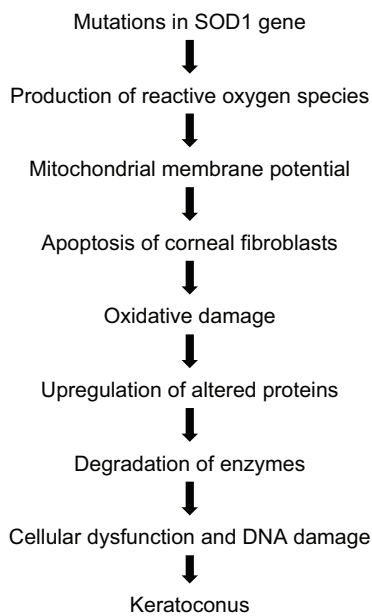 Mutations in SOD1 gene
Production of reactive oxygen species
Mitochondrial membrane potential
Apoptosis of corneal fibroblasts
Oxidative damage
Upregulation of altered proteins
Degradation of enzymes
Cellular dysfunction and DNA damage
Keratoconus